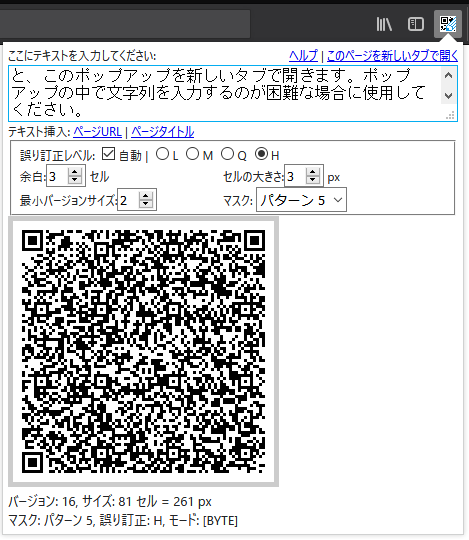 ここにテキストを入力してください: ヘルプ | このページを新しいタブで開く
と、このポップアップを新しいタブで開きます。ポップ
アップの中で文字列を入力するのが困難な場合に使用して
ください。
テキスト挿入: ページURL | ページタイトル
誤り訂正レベル: 自動 | L M Q H
余白: 3 セル セルの大きさ: 3 px
最小バージョンサイズ: 2 マスク: パターン 5
バージョン: 16, サイズ: 81 セル = 261 px
マスク: パターン 5, 誤り訂正: H, モード: [BYTE]